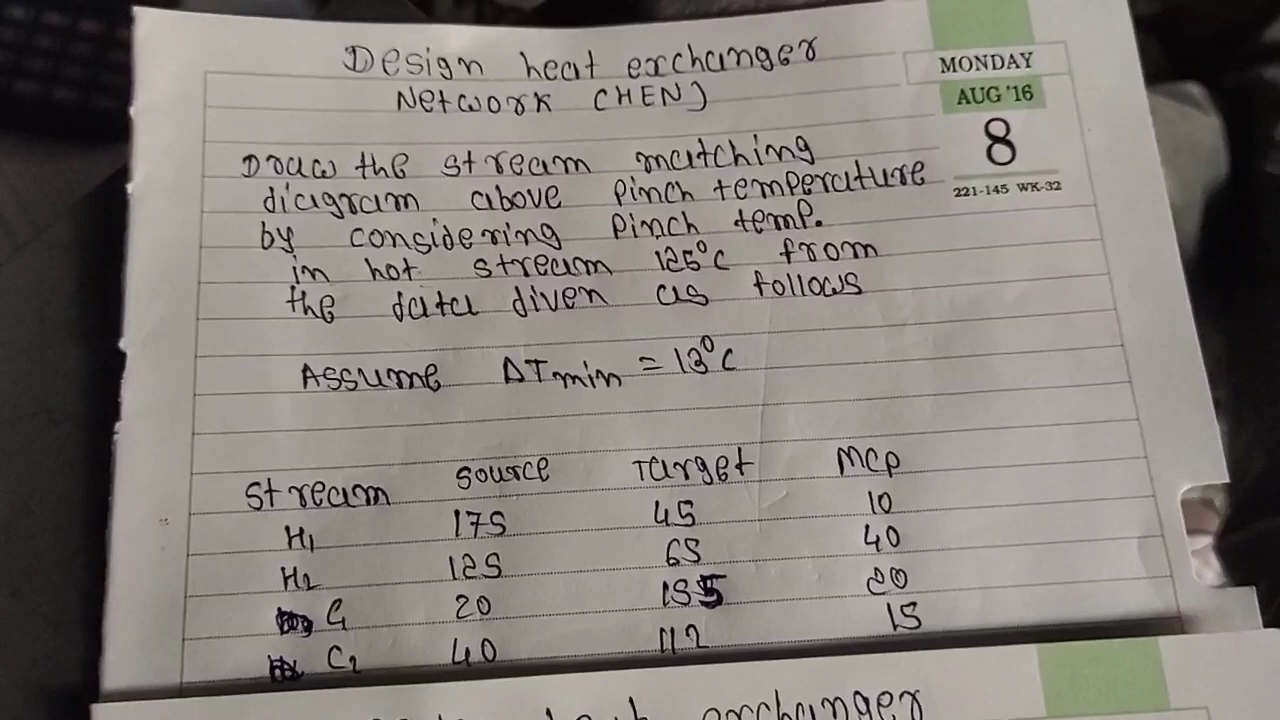 Design heat exchanger
Network (HEN)
MONDAY
AUG '16
8
221-145 WK-32
Draw the stream matching
diagram above pinch temperature
by considering pinch temp.
in hot stream 125°C from
the data diven as follows
Assume ΔTmin = 13°C
Stream Source Target Mcp
H1 175 45 10
H2 125 65 40
C1 20 155 20
C2 40 112 15
exchanger